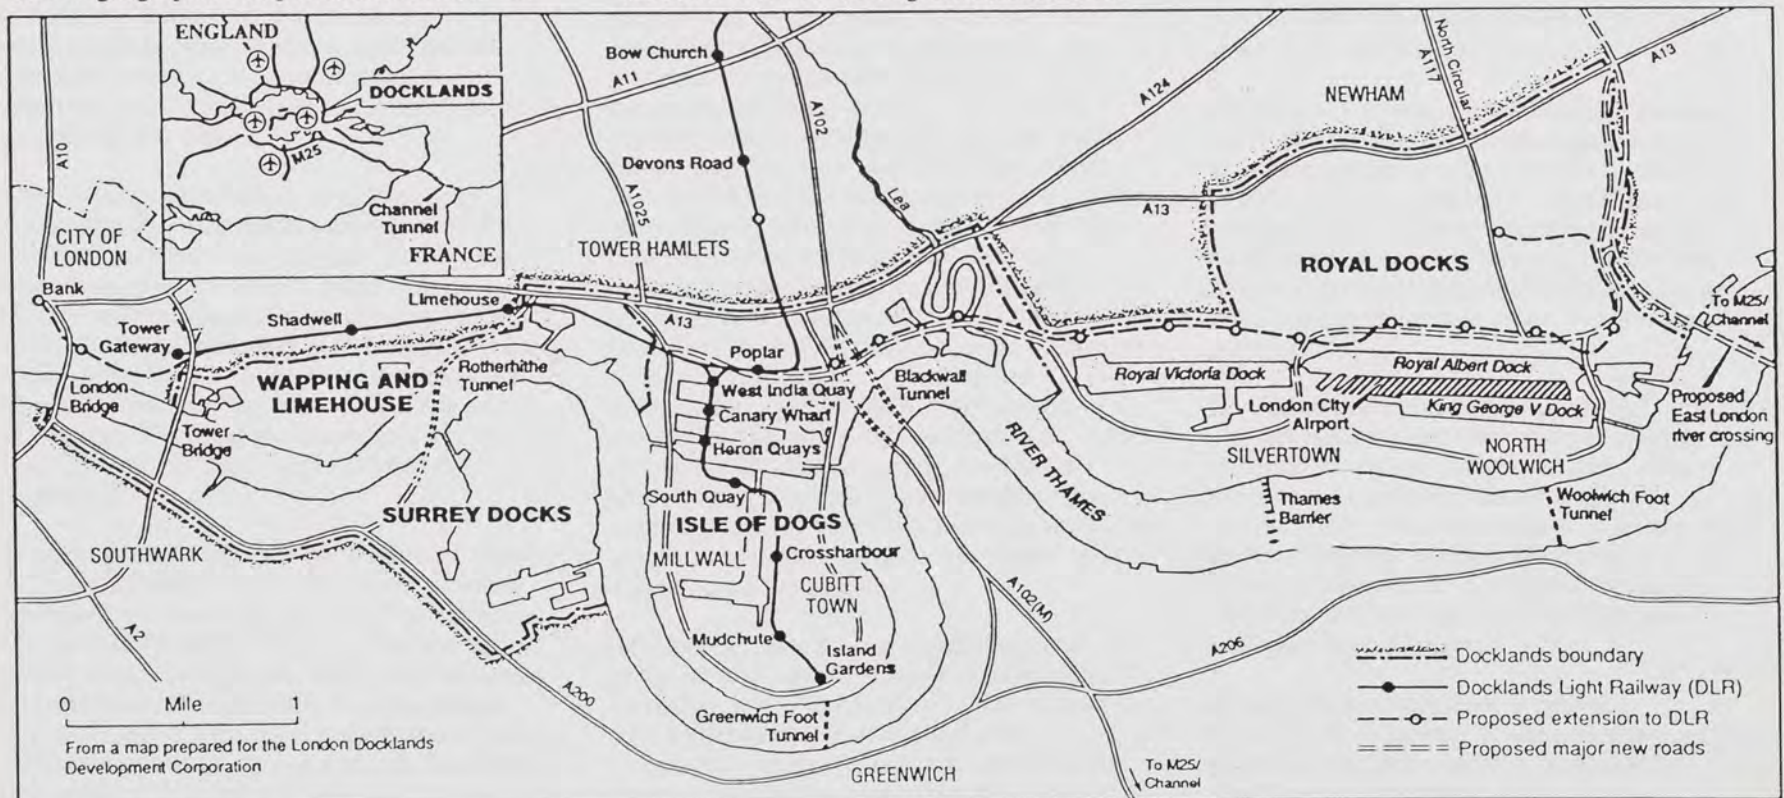 ENGLAND
DOCKLANDS
M25
Channel
Tunnel
FRANCE
A10
CITY OF
LONDON
Bank
Tower
Gateway
London
Bridge
Tower
Bridge
Shadwell
Limehouse
WAPPING AND
LIMEHOUSE
Rotherhithe
Tunnel
SURREY DOCKS
SOUTHWARK
A2
A200
Bow Church
A11
A102
Devons Road
A1025
TOWER HAMLETS
Lea
A13
Poplar
West India Quay
Canary Wharf
Heron Quays
South Quay
ISLE OF DOGS
MILLWALL
Crossharbour
CUBITT
TOWN
Mudchute
Island
Gardens
Greenwich Foot
Tunnel
GREENWICH
Blackwall
Tunnel
RIVER THAMES
A102(M)
A206
To M25/
Channel
A124
A13
North Circular
A117
A13
NEWHAM
ROYAL DOCKS
To M25/
Channel
Royal Victoria Dock
Royal Albert Dock
London City
Airport
King George V Dock
Proposed
East London
river crossing
SILVERTOWN
NORTH
WOOLWICH
Thames
Barrier
Woolwich Foot
Tunnel
Docklands boundary
Docklands Light Railway (DLR)
Proposed extension to DLR
Proposed major new roads
0 Mile 1
From a map prepared for the London Docklands
Development Corporation